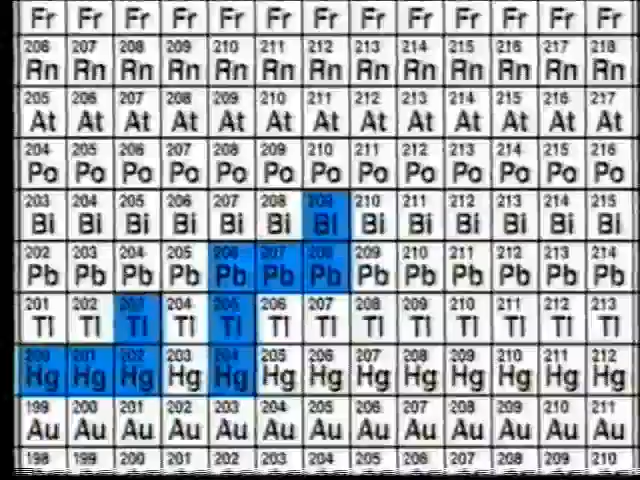 Fr Fr Fr Fr Fr Fr Fr Fr Fr Fr Fr Fr Fr
206 207 208 209 210 211 212 213 214 215 216 217 218
Rn Rn Rn Rn Rn Rn Rn Rn Rn Rn Rn Rn Rn
205 206 207 208 209 210 211 212 213 214 215 216 217
At At At At At At At At At At At At At
204 205 206 207 208 209 210 211 212 213 214 215 216
Po Po Po Po Po Po Po Po Po Po Po Po Po
203 204 205 206 207 208 209 210 211 212 213 214 215
Bi Bi Bi Bi Bi Bi Bi Bi Bi Bi Bi Bi Bi
202 203 204 205 206 207 208 209 210 211 212 213 214
Pb Pb Pb Pb Pb Pb Pb Pb Pb Pb Pb Pb Pb
201 202 203 204 205 206 207 208 209 210 211 212 213
Tl Tl Tl Tl Tl Tl Tl Tl Tl Tl Tl Tl Tl
200 201 202 203 204 205 206 207 208 209 210 211 212
Hg Hg Hg Hg Hg Hg Hg Hg Hg Hg Hg Hg Hg
199 200 201 202 203 204 205 206 207 208 209 210 211
Au Au Au Au Au Au Au Au Au Au Au Au Au
198 199 200 201 202 203 204 205 206 207 208 209 210